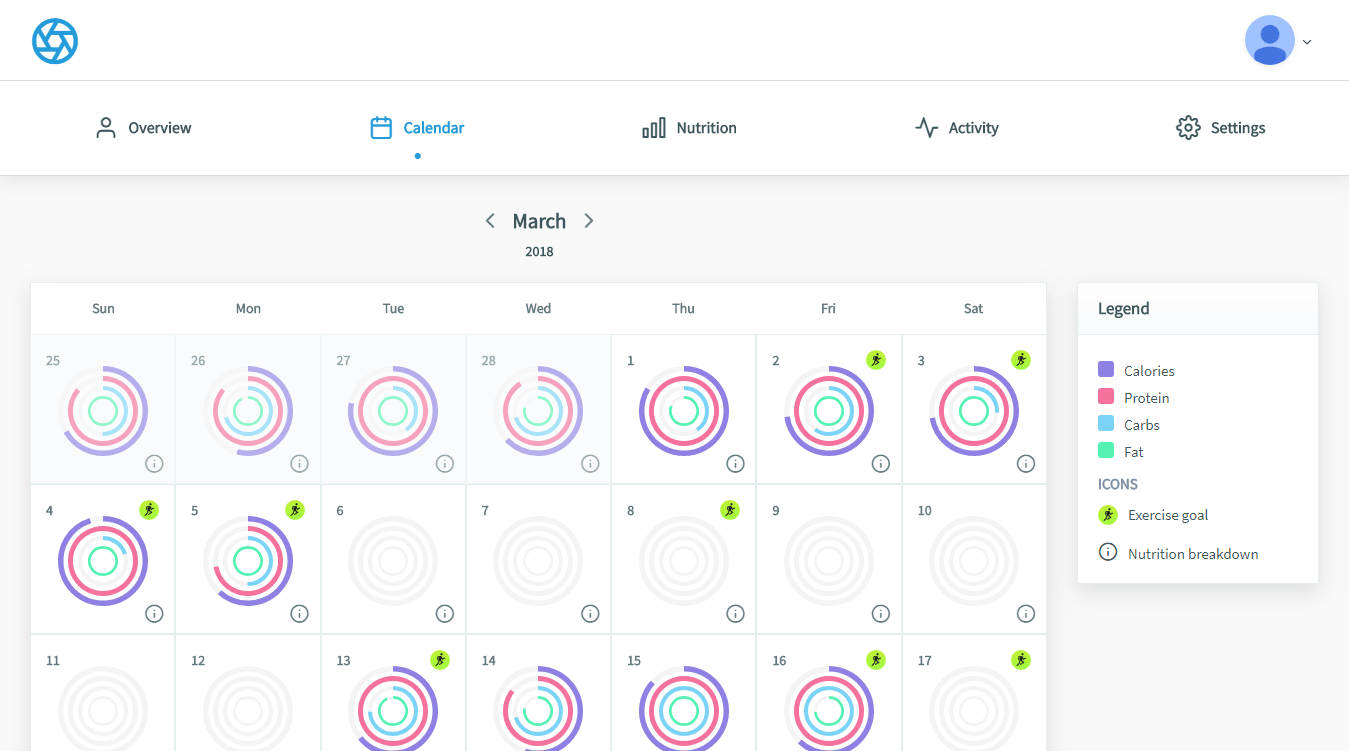 Overview Calendar Nutrition Activity Settings
March
2018
Sun Mon Tue Wed Thu Fri Sat
25 26 27 28 1 2 3
4 5 6 7 8 9 10
11 12 13 14 15 16 17
Legend
Calories
Protein
Carbs
Fat
ICONS
Exercise goal
Nutrition breakdown